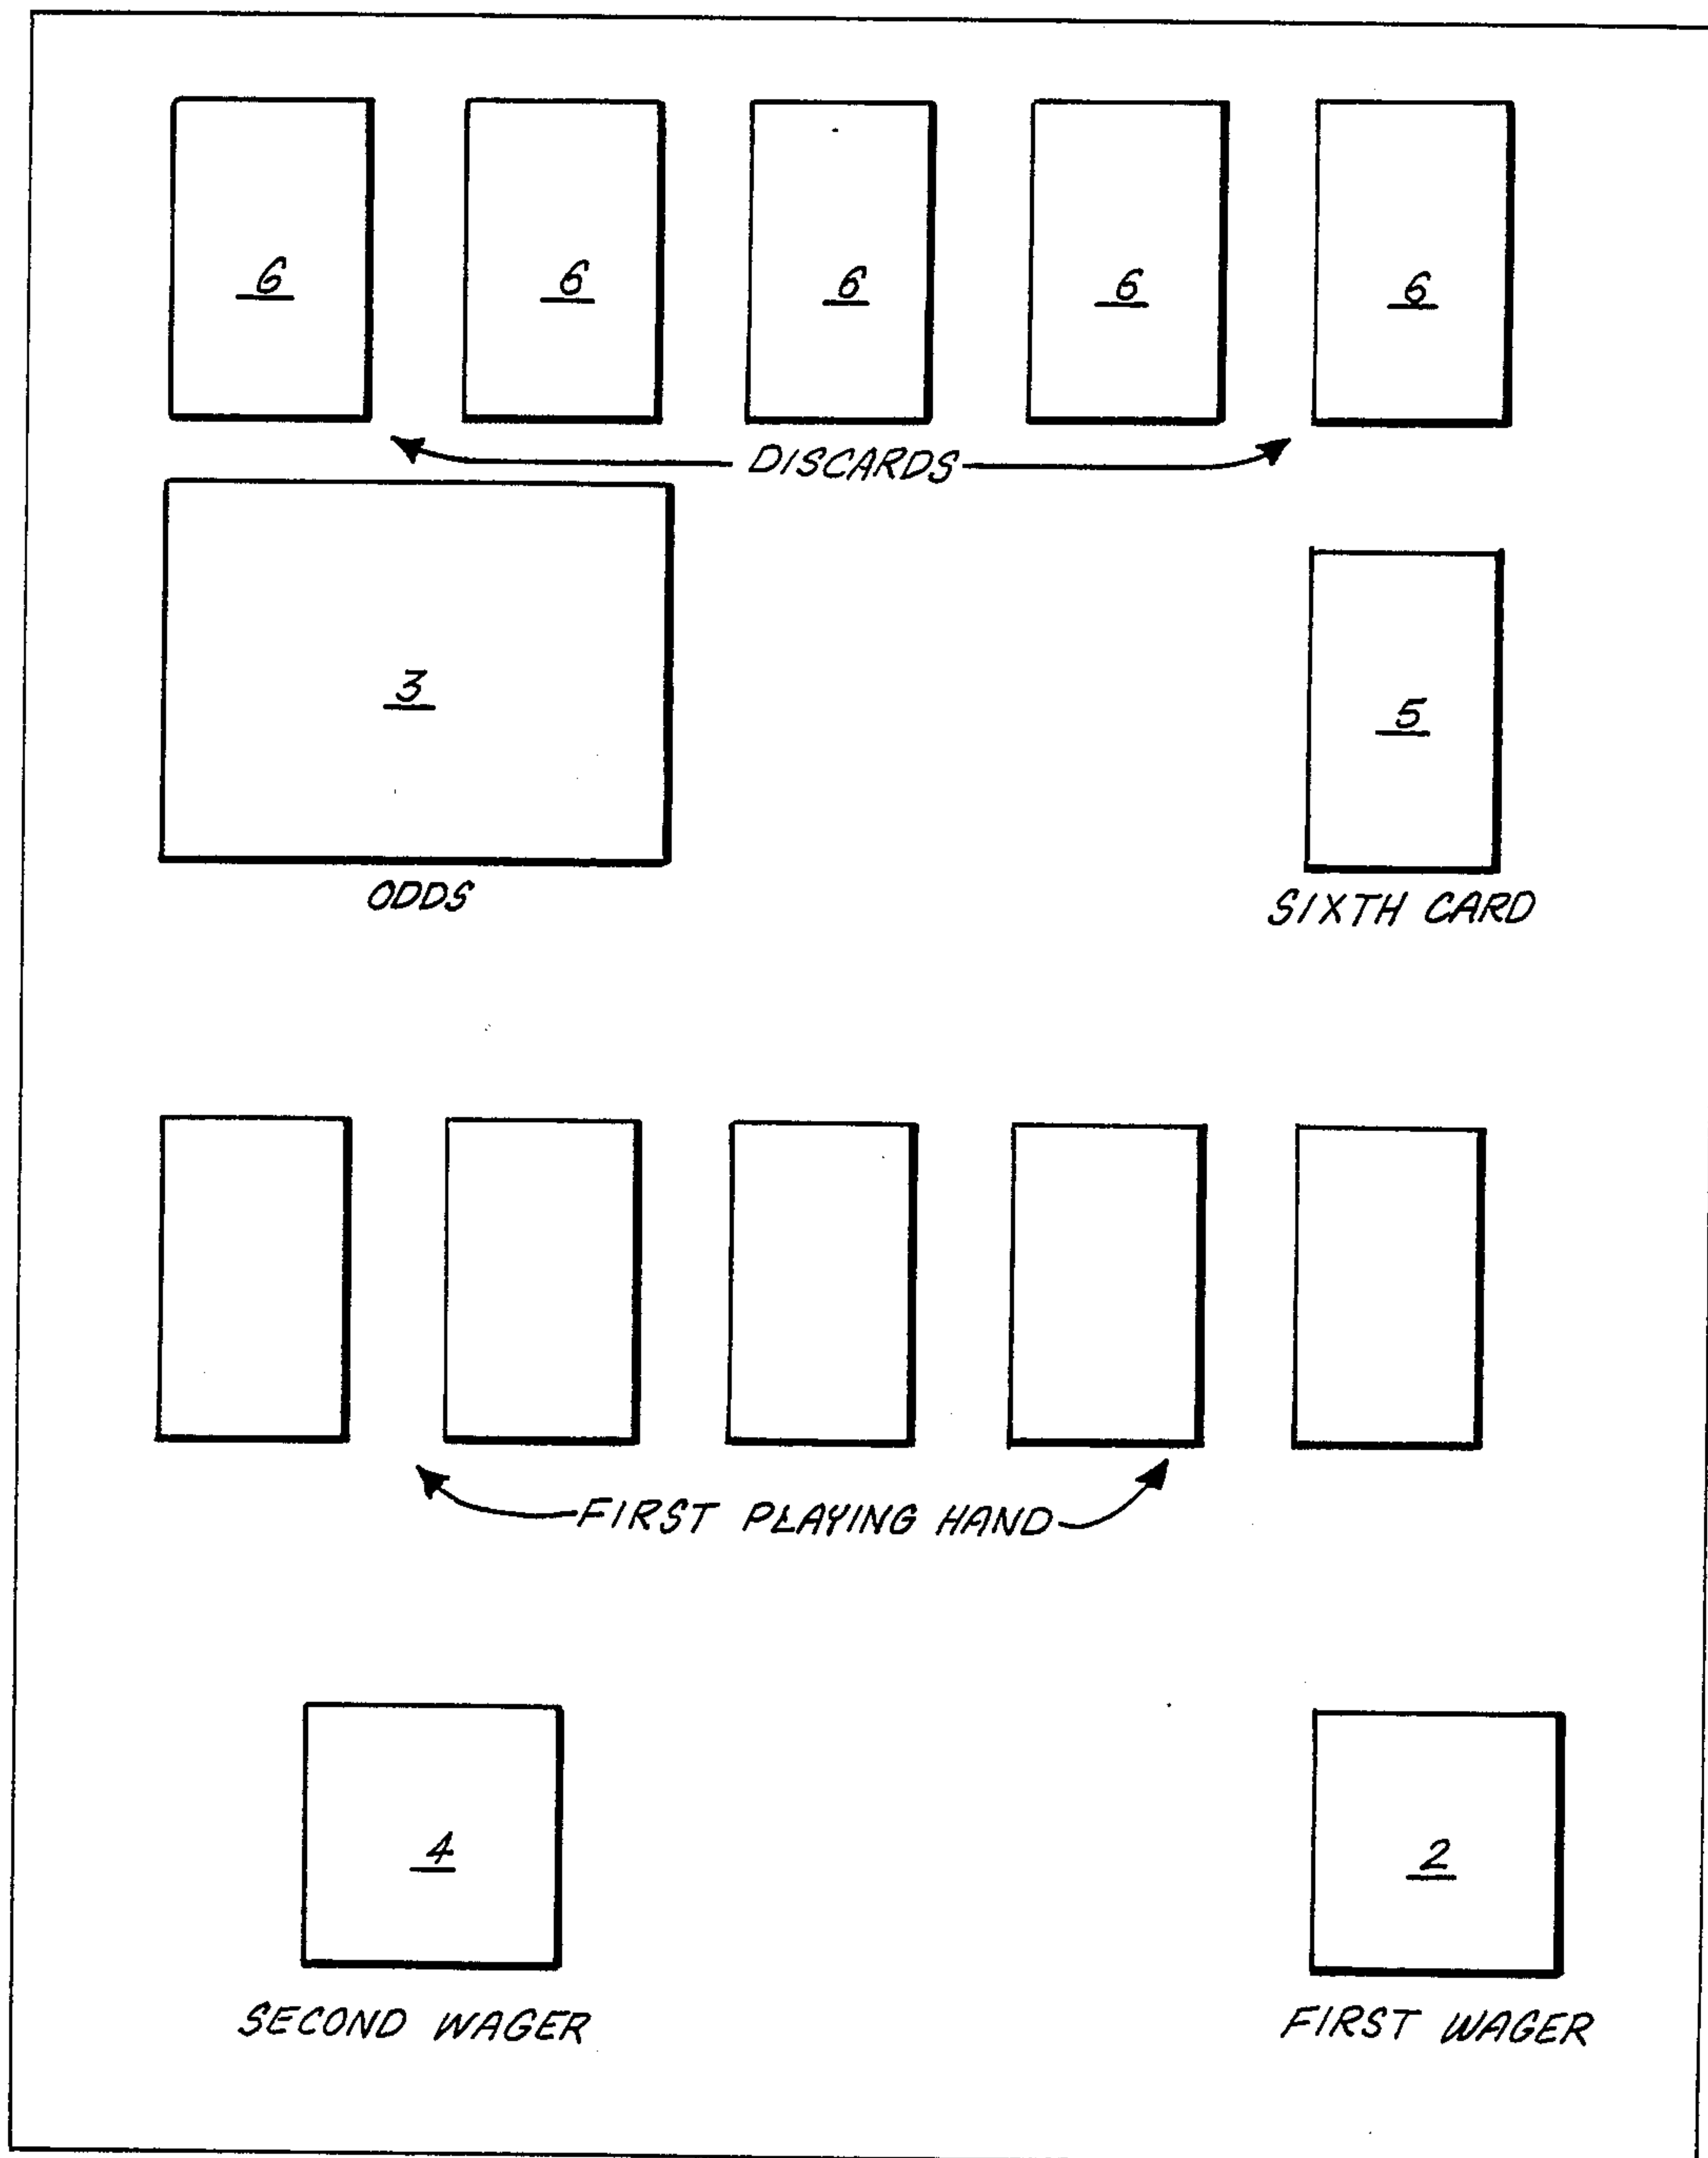 6 6 6 6 6
DISCARDS
3
5
ODDS
SIXTH CARD
FIRST PLAYING HAND
4
2
SECOND WAGER
FIRST WAGER